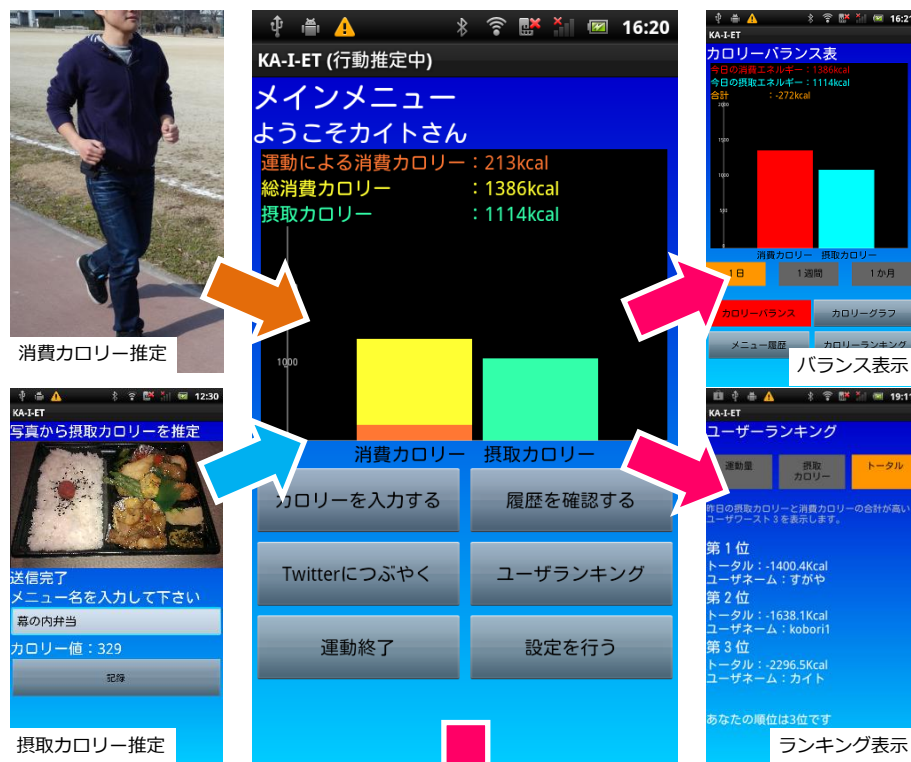 消費カロリー推定
12:30
KA-I-ET
写真から摂取カロリーを推定
送信完了
メニュー名を入力して下さい
幕の内弁当
カロリー値：329
記録
摂取カロリー推定
16:20
KA-I-ET (行動推定中)
メインメニュー
ようこそカイトさん
運動による消費カロリー：213kcal
総消費カロリー ：1386kcal
摂取カロリー ：1114kcal
1000
消費カロリー 摂取カロリー
カロリーを入力する 履歴を確認する
Twitterにつぶやく ユーザランキング
運動終了 設定を行う
KA-I-ET
カロリーバランス表
今日の消費エネルギー：1386kcal
今日の摂取エネルギー：1114kcal
合計 ：-272kcal
2000
1500
1000
500
消費カロリー 摂取カロリー
1日 1週間 1か月
カロリーバランス カロリーグラフ
メニュー履歴 カロリーランキング
バランス表示
KA-I-ET
ユーザーランキング
運動量 摂取カロリー トータル
昨日の摂取カロリーと消費カロリーの合計が高い
ユーザワースト3を表示します。
第1位
トータル：-1400.4Kcal
ユーザネーム：すがや
第2位
トータル：-1638.1Kcal
ユーザネーム：kobori1
第3位
トータル：-2296.5Kcal
ユーザネーム：カイト
あなたの順位は3位です
ランキング表示